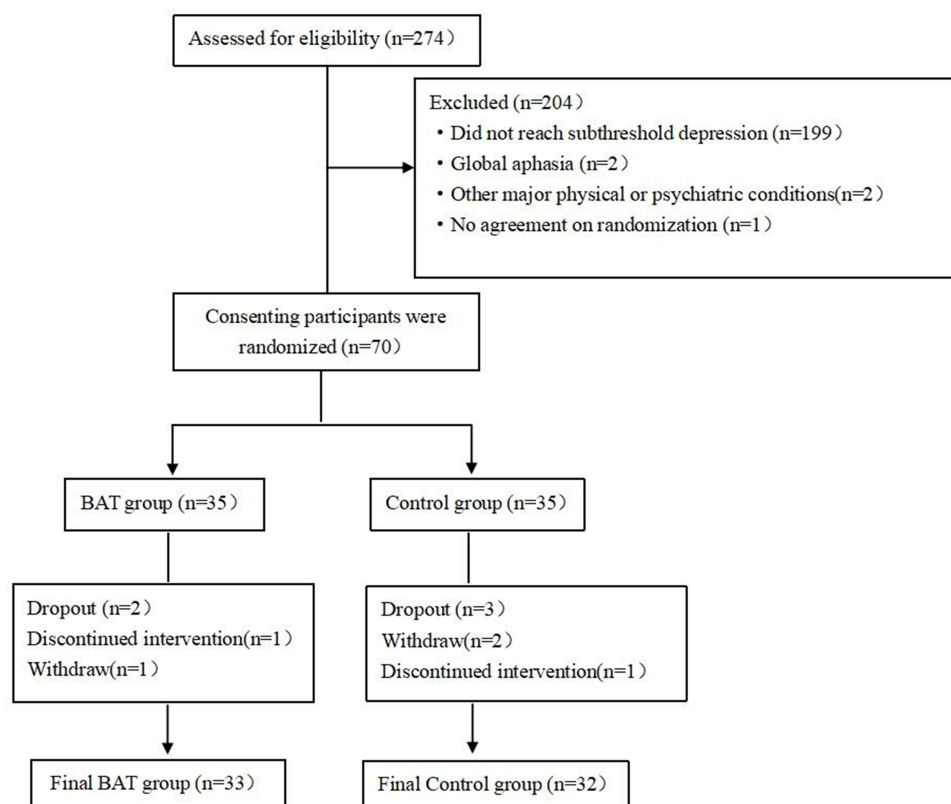 Assessed for eligibility (n=274）
Excluded (n=204）
・Did not reach subthreshold depression (n=199）
・Global aphasia (n=2）
・Other major physical or psychiatric conditions(n=2）
・No agreement on randomization (n=1）
Consenting participants were
randomized (n=70）
BAT group (n=35）
Control group (n=35）
Dropout (n=2）
Discontinued intervention(n=1）
Withdraw(n=1）
Dropout (n=3）
Withdraw(n=2）
Discontinued intervention(n=1）
Final BAT group (n=33）
Final Control group (n=32）